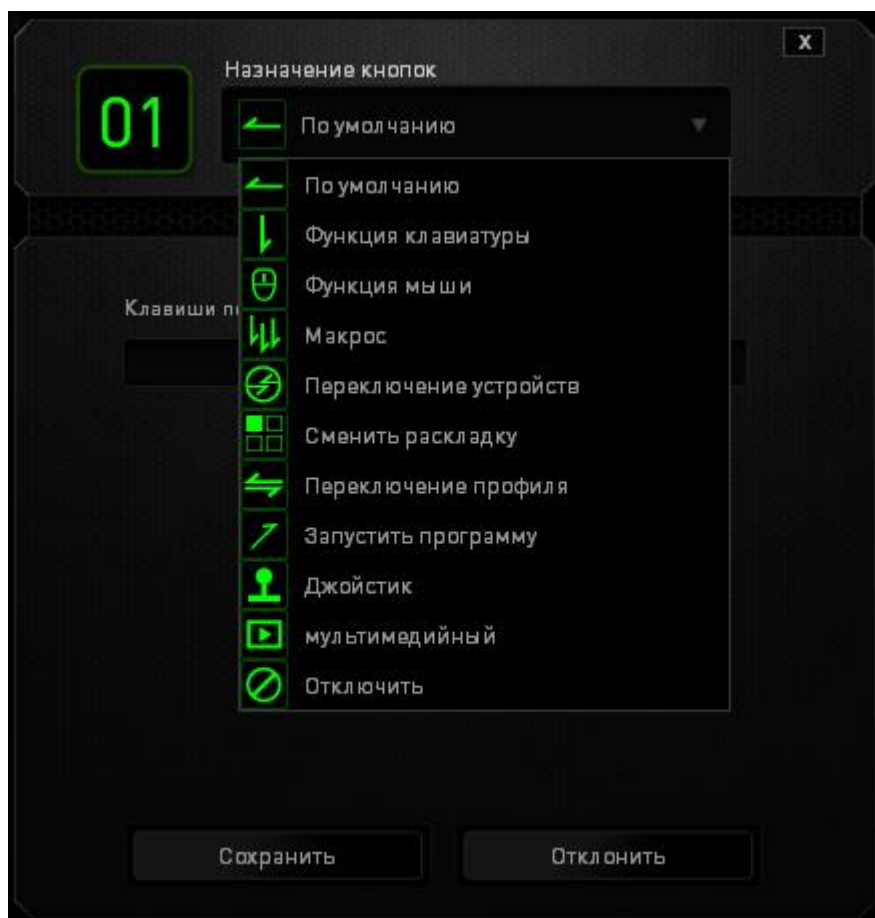 X
Назначение кнопок
01
По умолчанию
По умолчанию
Функция клавиатуры
Функция мыши
Клавиши
Макрос
Переключение устройств
Сменить раскладку
Переключение профиля
Запустить программу
Джойстик
мультимедийный
Отключить
Сохранить
Отклонить